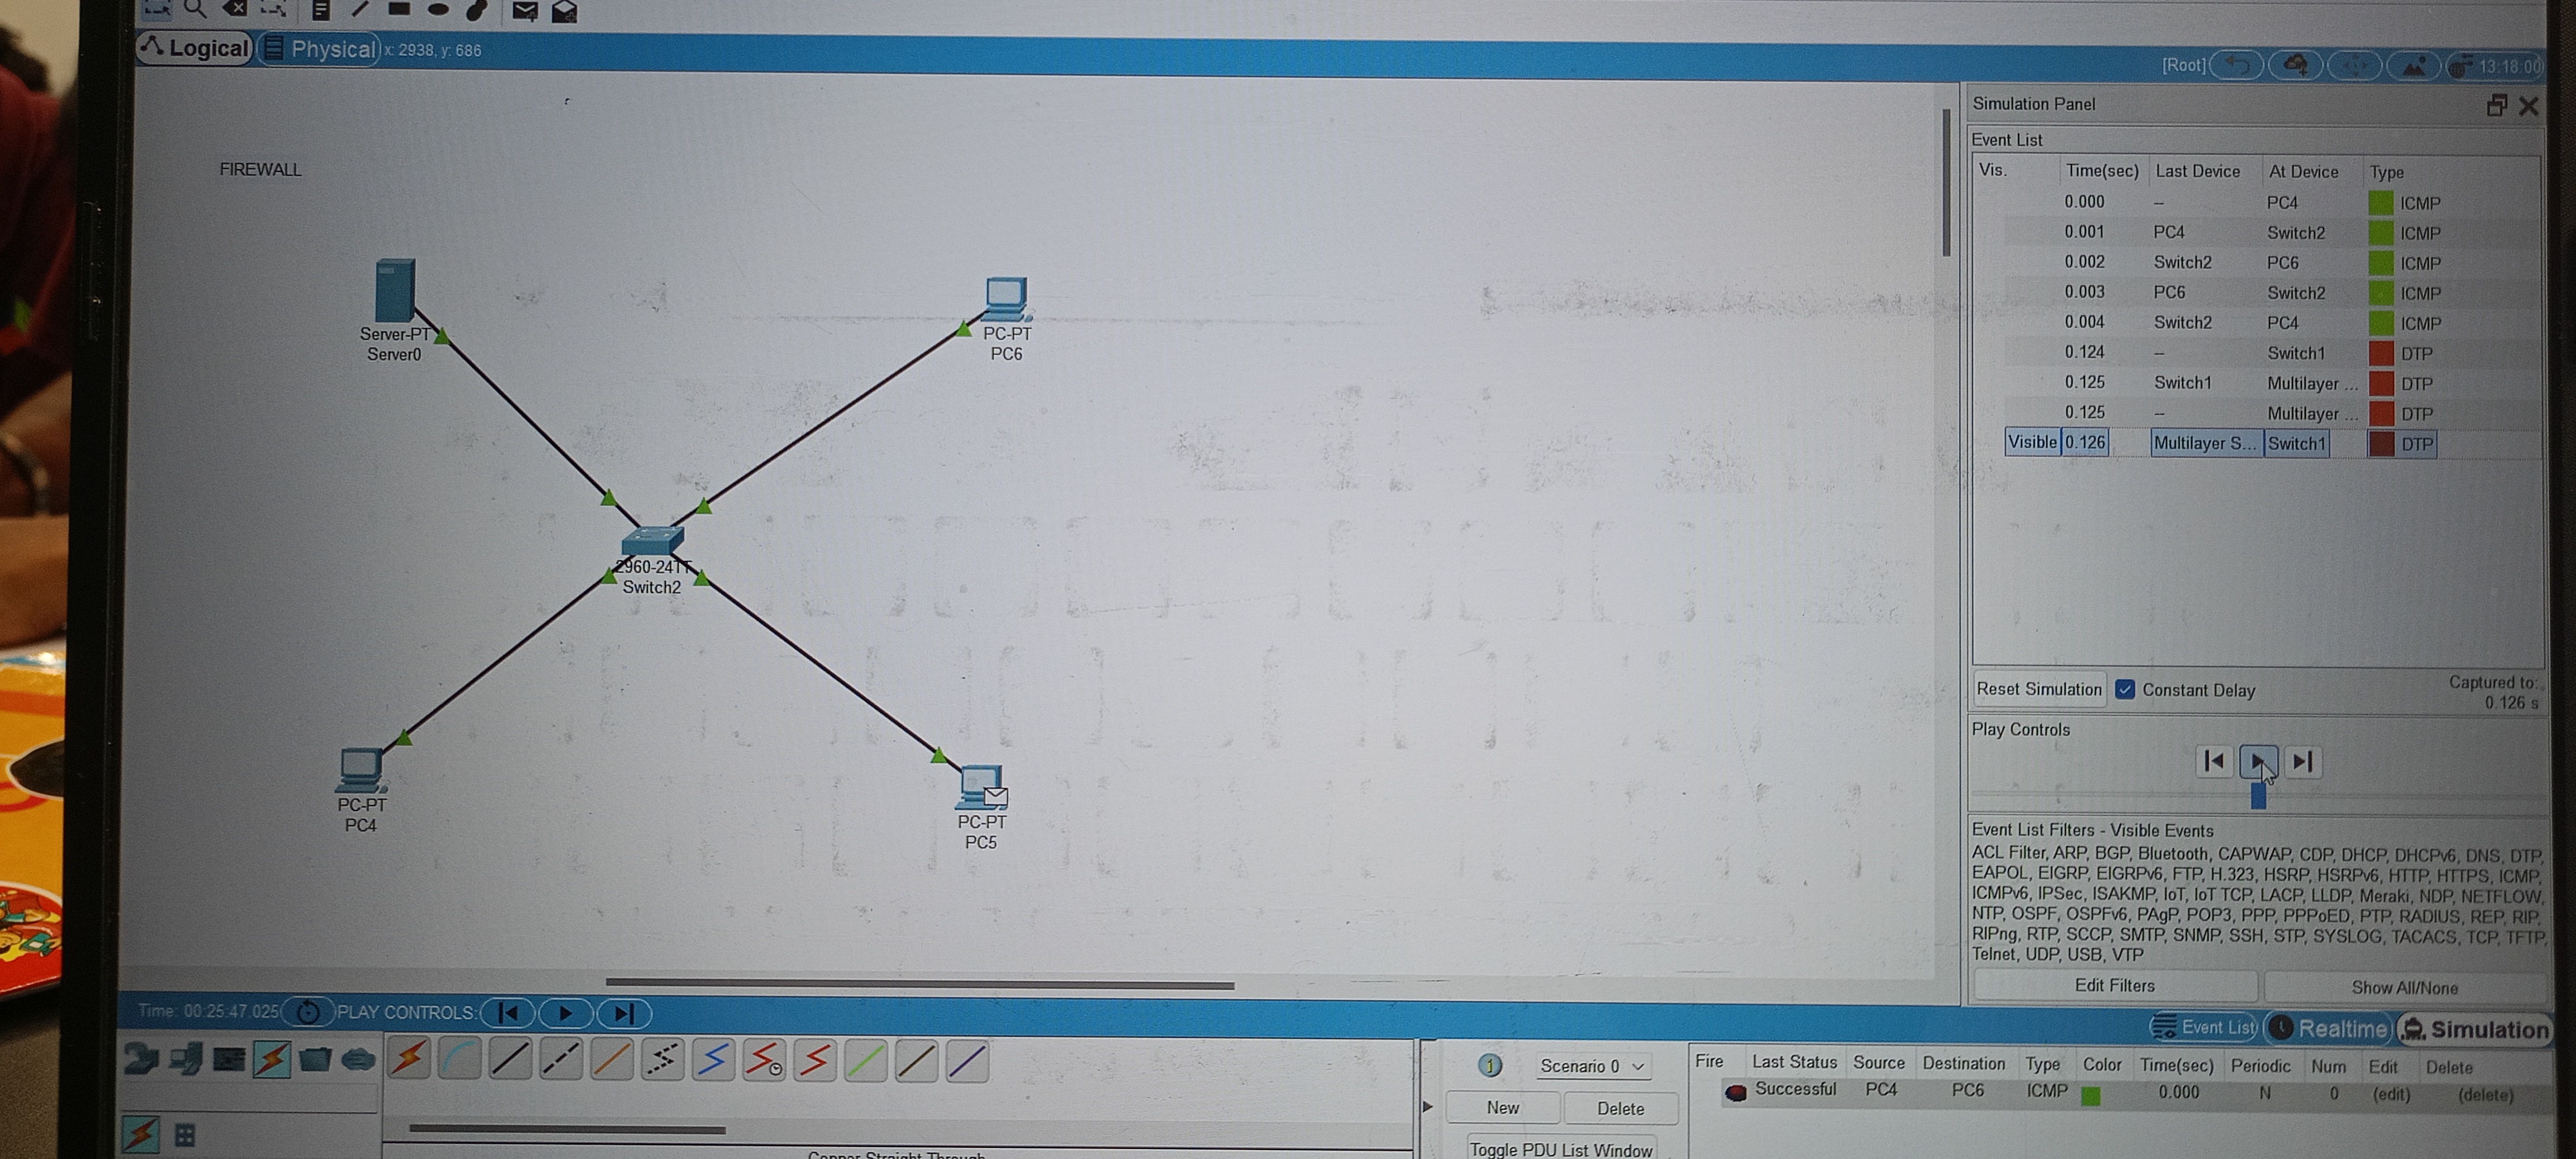 Logical Physical x: 2938, y: 686
[Root] 13:18:00
FIREWALL
Server-PT
Server0
PC-PT
PC6
2960-24TT
Switch2
PC-PT
PC4
PC-PT
PC5
Simulation Panel
Event List
Vis. Time(sec) Last Device At Device Type
0.000 -- PC4 ICMP
0.001 PC4 Switch2 ICMP
0.002 Switch2 PC6 ICMP
0.003 PC6 Switch2 ICMP
0.004 Switch2 PC4 ICMP
0.124 -- Switch1 DTP
0.125 Switch1 Multilayer ... DTP
0.125 -- Multilayer ... DTP
Visible 0.126 Multilayer S... Switch1 DTP
Reset Simulation Constant Delay Captured to:
0.126 s
Play Controls
Event List Filters - Visible Events
ACL Filter, ARP, BGP, Bluetooth, CAPWAP, CDP, DHCP, DHCPv6, DNS, DTP,
EAPOL, EIGRP, EIGRPv6, FTP, H.323, HSRP, HSRPv6, HTTP, HTTPS, ICMP,
ICMPv6, IPSec, ISAKMP, IoT, IoT TCP, LACP, LLDP, Meraki, NDP, NETFLOW,
NTP, OSPF, OSPFv6, PAgP, POP3, PPP, PPPoED, PTP, RADIUS, REP, RIP,
RIPng, RTP, SCCP, SMTP, SNMP, SSH, STP, SYSLOG, TACACS, TCP, TFTP,
Telnet, UDP, USB, VTP
Edit Filters Show All/None
Time: 00:25:47.025 PLAY CONTROLS:
Event List Realtime Simulation
Scenario 0
New Delete
Toggle PDU List Window
Fire Last Status Source Destination Type Color Time(sec) Periodic Num Edit Delete
Successful PC4 PC6 ICMP 0.000 N 0 (edit) (delete)
Copper Straight-Through